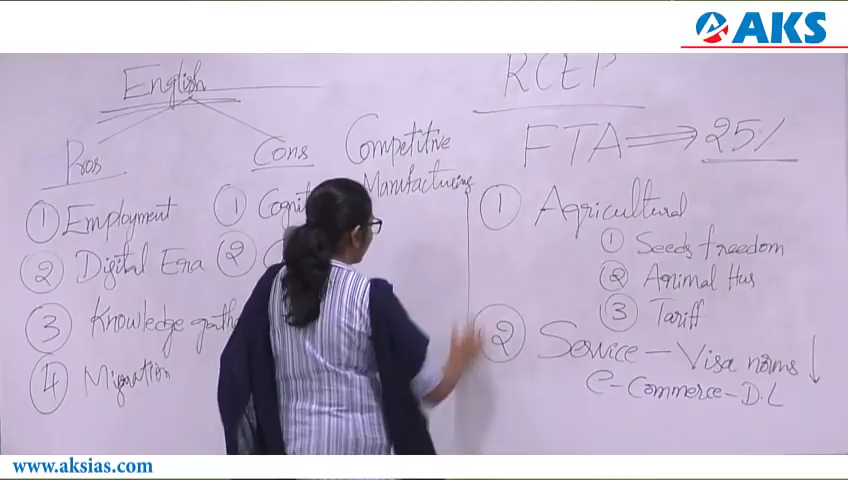 AKS
English
Pros
Cons
① Employment
② Digital Era
③ Knowledge gath
④ Migration
① Cognit
②
Competitive
Manufacturing
RCEP
FTA ⟹ 25%
① Agricultural
① Seeds freedom
② Animal Hus
③ Tariff
② Service – Visa norms ↓
e-Commerce – D.L
www.aksias.com